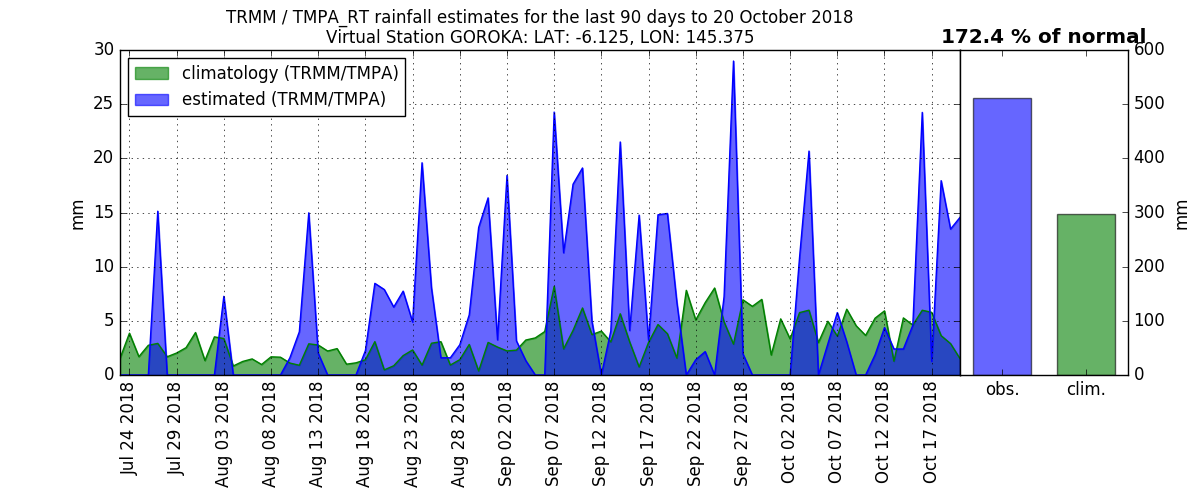 TRMM / TMPA_RT rainfall estimates for the last 90 days to 20 October 2018
Virtual Station GOROKA: LAT: -6.125, LON: 145.375
172.4 % of normal
climatology (TRMM/TMPA)
estimated (TRMM/TMPA)
30
25
20
15
10
5
0
mm
600
500
400
300
200
100
0
mm
Jul 24 2018
Jul 29 2018
Aug 03 2018
Aug 08 2018
Aug 13 2018
Aug 18 2018
Aug 23 2018
Aug 28 2018
Sep 02 2018
Sep 07 2018
Sep 12 2018
Sep 17 2018
Sep 22 2018
Sep 27 2018
Oct 02 2018
Oct 07 2018
Oct 12 2018
Oct 17 2018
obs.
clim.